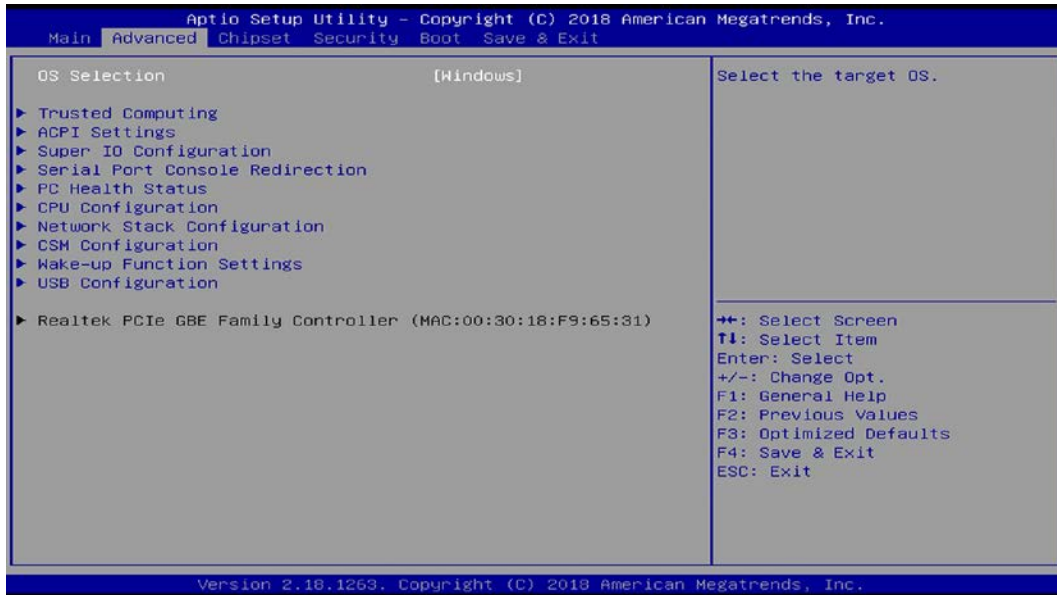 Aptio Setup Utility – Copyright (C) 2018 American Megatrends, Inc.
Main Advanced Chipset Security Boot Save & Exit
OS Selection [Windows]
► Trusted Computing
► ACPI Settings
► Super IO Configuration
► Serial Port Console Redirection
► PC Health Status
► CPU Configuration
► Network Stack Configuration
► CSM Configuration
► Wake-up Function Settings
► USB Configuration
► Realtek PCIe GBE Family Controller (MAC:00:30:18:F9:65:31)
Select the target OS.
→←: Select Screen
↑↓: Select Item
Enter: Select
+/-: Change Opt.
F1: General Help
F2: Previous Values
F3: Optimized Defaults
F4: Save & Exit
ESC: Exit
Version 2.18.1263. Copyright (C) 2018 American Megatrends, Inc.